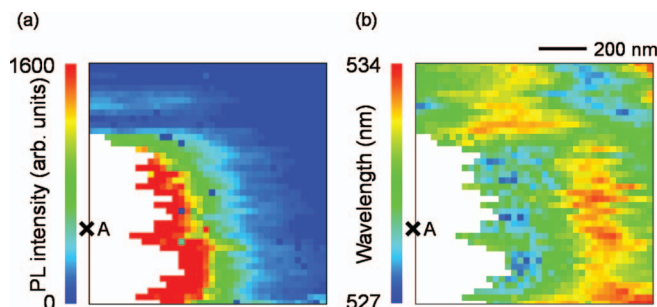 (a)
(b)
200 nm
1600
534
PL intensity (arb. units)
Wavelength (nm)
A
A
0
527